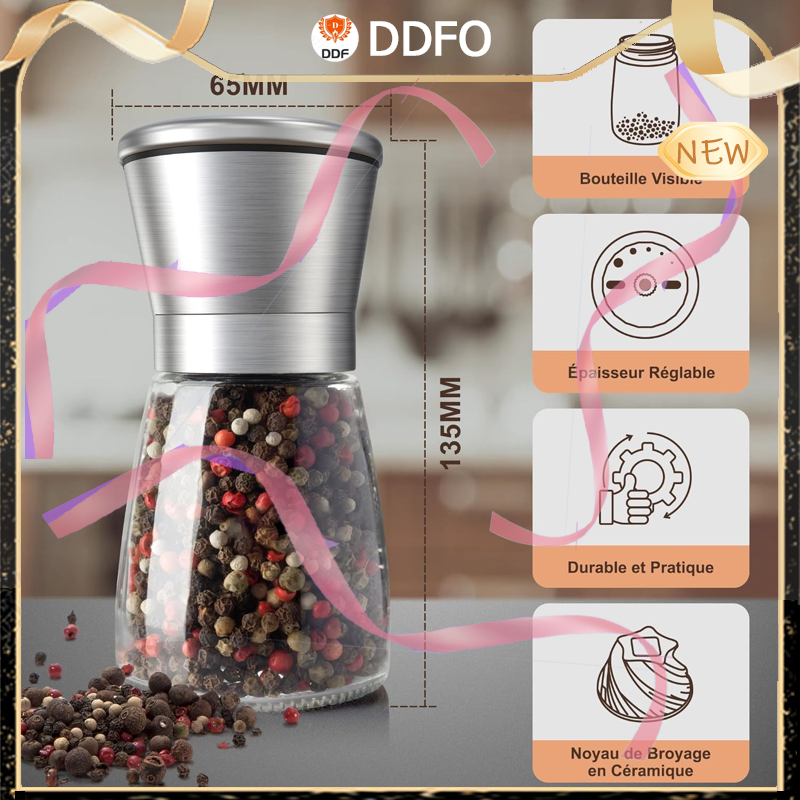 DDF
DDFO
65MM
NEW
Bouteille Visible
Épaisseur Réglable
135MM
Durable et Pratique
Noyau de Broyage
en Céramique